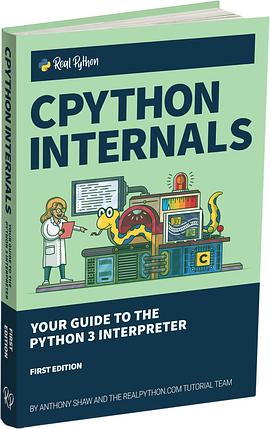 Real Python
CPYTHON
INTERNALS
C
YOUR GUIDE TO THE
PYTHON 3 INTERPRETER
FIRST EDITION
BY ANTHONY SHAW AND THE REALPYTHON.COM TUTORIAL TEAM
CPYTHON INTERNALS
YOUR GUIDE TO THE
PYTHON 3 INTERPRETER
FIRST
EDITION
RP